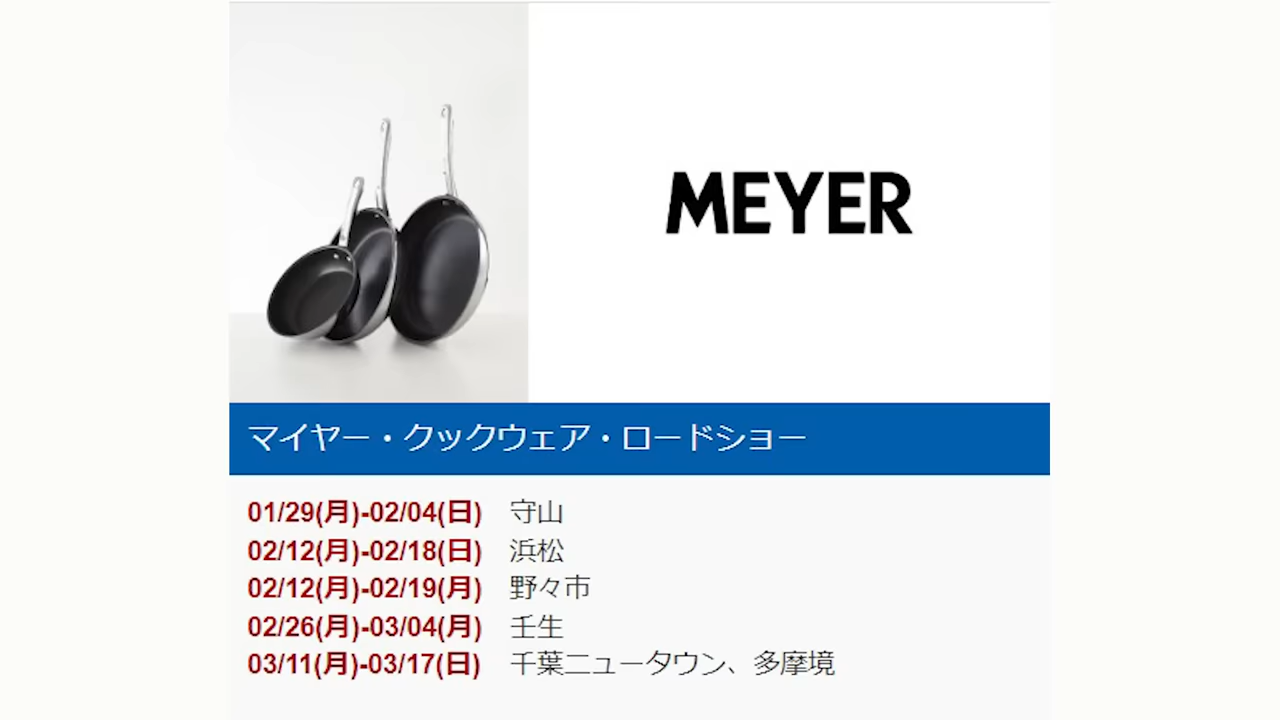 MEYER
マイヤー・クックウェア・ロードショー
01/29(月)-02/04(日) 守山
02/12(月)-02/18(日) 浜松
02/12(月)-02/19(月) 野々市
02/26(月)-03/04(月) 壬生
03/11(月)-03/17(日) 千葉ニュータウン、多摩境